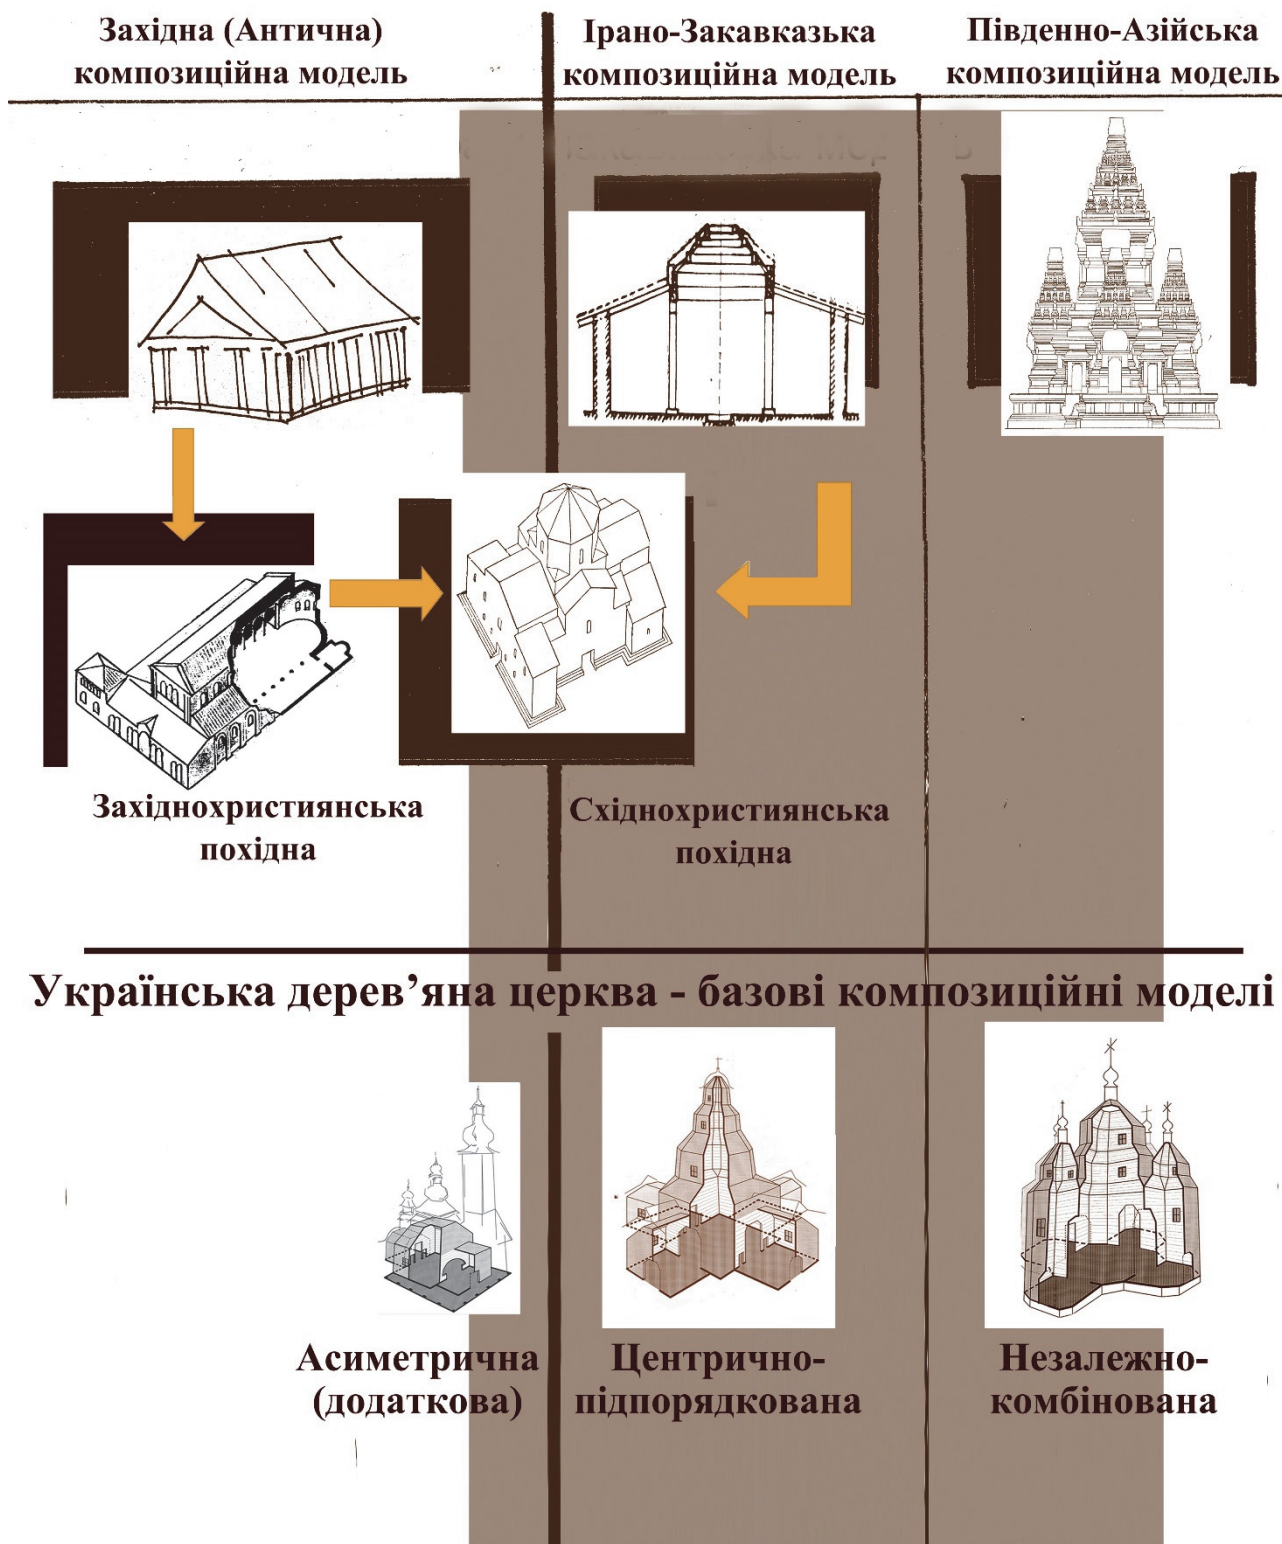 Західна (Антична)
композиційна модель
Ірано-Закавказька
композиційна модель
Південно-Азійська
композиційна модель
Західнохристиянська
похідна
Східнохристиянська
похідна
Українська дерев’яна церква - базові композиційні моделі
Асиметрична
(додаткова)
Центрично-
підпорядкована
Незалежно-
комбінована